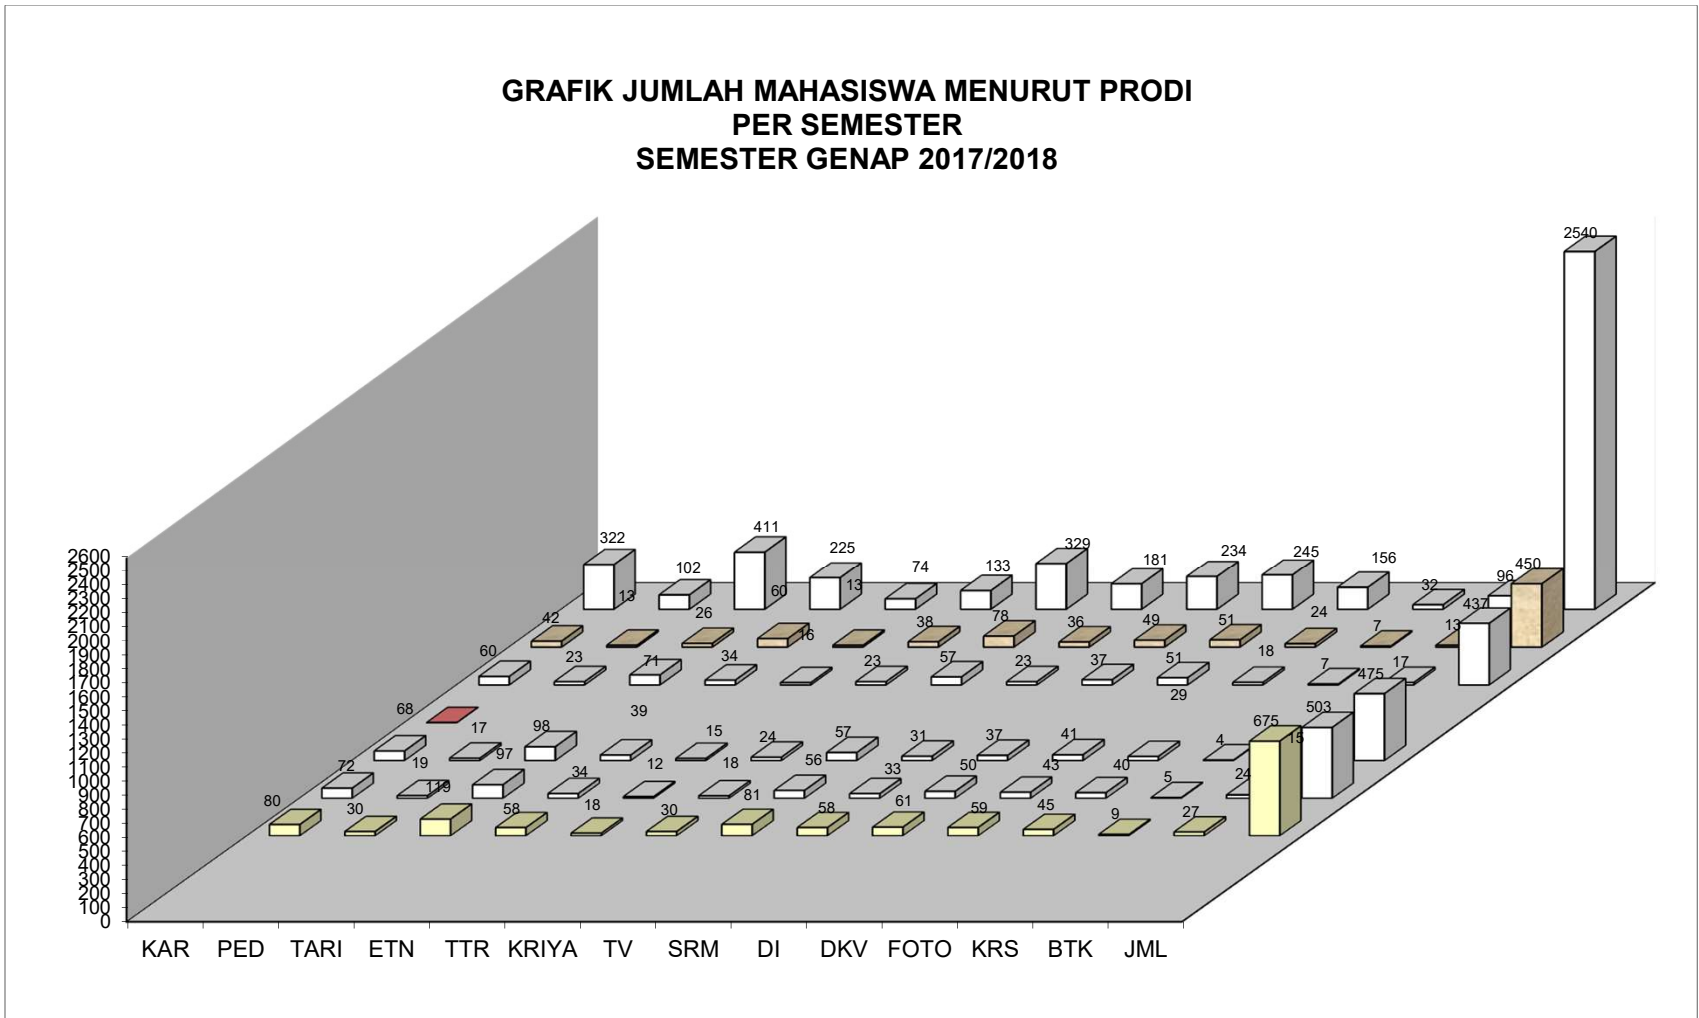 GRAFIK JUMLAH MAHASISWA MENURUT PRODI
PER SEMESTER
SEMESTER GENAP 2017/2018
2540
322 102 411 225 74 133 329 181 234 245 156 32 96
42 13 26 60 13 38 78 36 49 51 24 7 13 450
60 23 71 34 16 23 57 23 37 51 18 7 17 437
68 17 98 39 15 24 57 31 37 41 29 4 15 475
72 19 97 34 12 18 56 33 50 43 40 5 24 503
80 30 119 58 18 30 81 58 61 59 45 9 27 675
2600
2500
2400
2300
2200
2100
2000
1900
1800
1700
1600
1500
1400
1300
1200
1100
1000
900
800
700
600
500
400
300
200
100
0
KAR PED TARI ETN TTR KRIYA TV SRM DI DKV FOTO KRS BTK JML